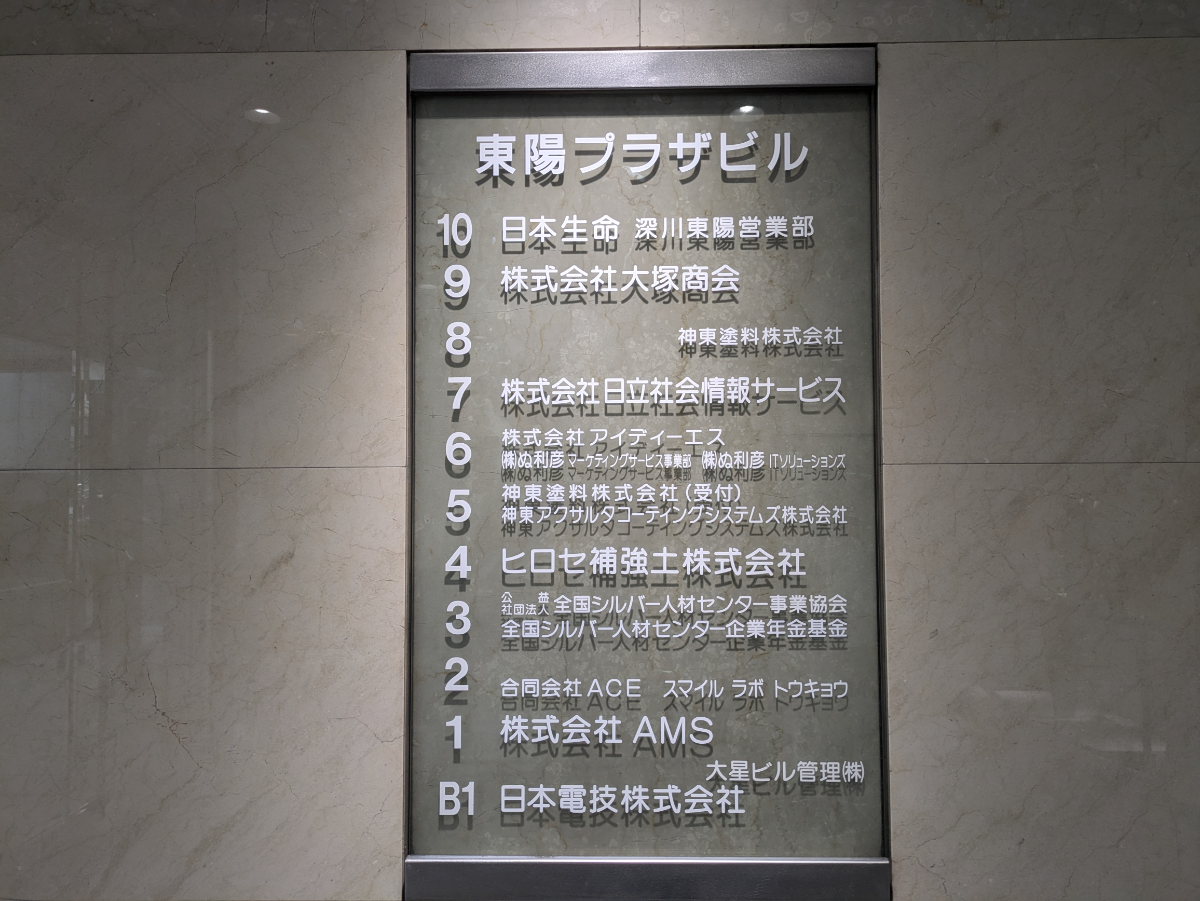 東陽プラザビル
10 日本生命 深川東陽営業部
9 株式会社大塚商会
8 神東塗料株式会社
7 株式会社日立社会情報サービス
6 株式会社アイディーエス
㈱ぬ利彦マーケティングサービス事業部 ㈱ぬ利彦ITソリューションズ
5 神東塗料株式会社(受付)
神東アクサルタコーティングシステムズ株式会社
4 ヒロセ補強土株式会社
3 公益社団法人全国シルバー人材センター事業協会
全国シルバー人材センター企業年金基金
2 合同会社ACE スマイル ラボ トウキョウ
1 株式会社 AMS
大星ビル管理㈱
B1 日本電技株式会社